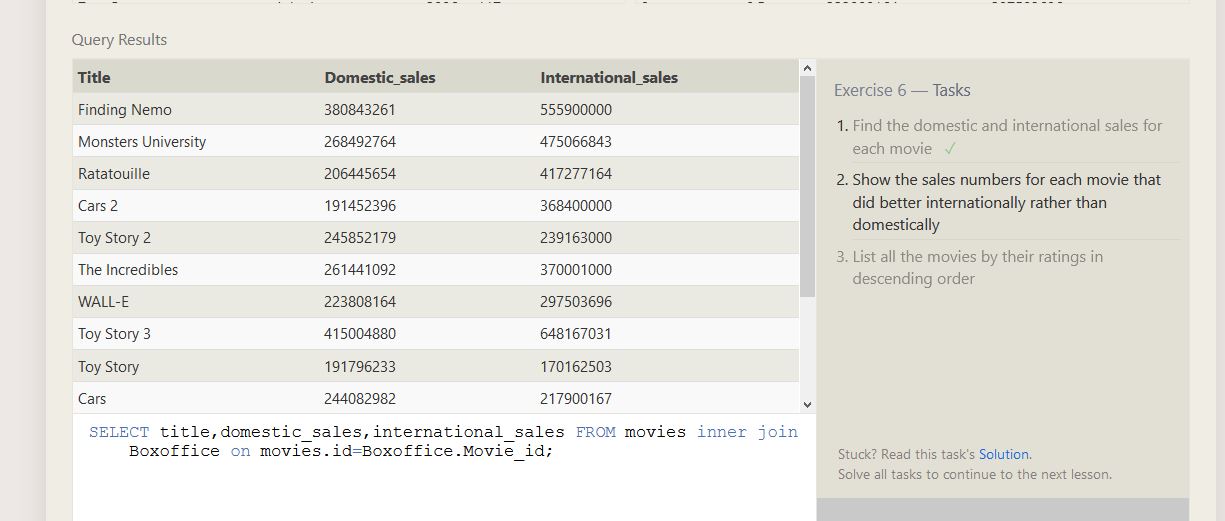 Query Results
Title Domestic_sales International_sales
Finding Nemo 380843261 555900000
Monsters University 268492764 475066843
Ratatouille 206445654 417277164
Cars 2 191452396 368400000
Toy Story 2 245852179 239163000
The Incredibles 261441092 370001000
WALL-E 223808164 297503696
Toy Story 3 415004880 648167031
Toy Story 191796233 170162503
Cars 244082982 217900167
SELECT title,domestic_sales,international_sales FROM movies inner join
Boxoffice on movies.id=Boxoffice.Movie_id;
Exercise 6 — Tasks
1. Find the domestic and international sales for
each movie ✓
2. Show the sales numbers for each movie that
did better internationally rather than
domestically
3. List all the movies by their ratings in
descending order
Stuck? Read this task's Solution.
Solve all tasks to continue to the next lesson.